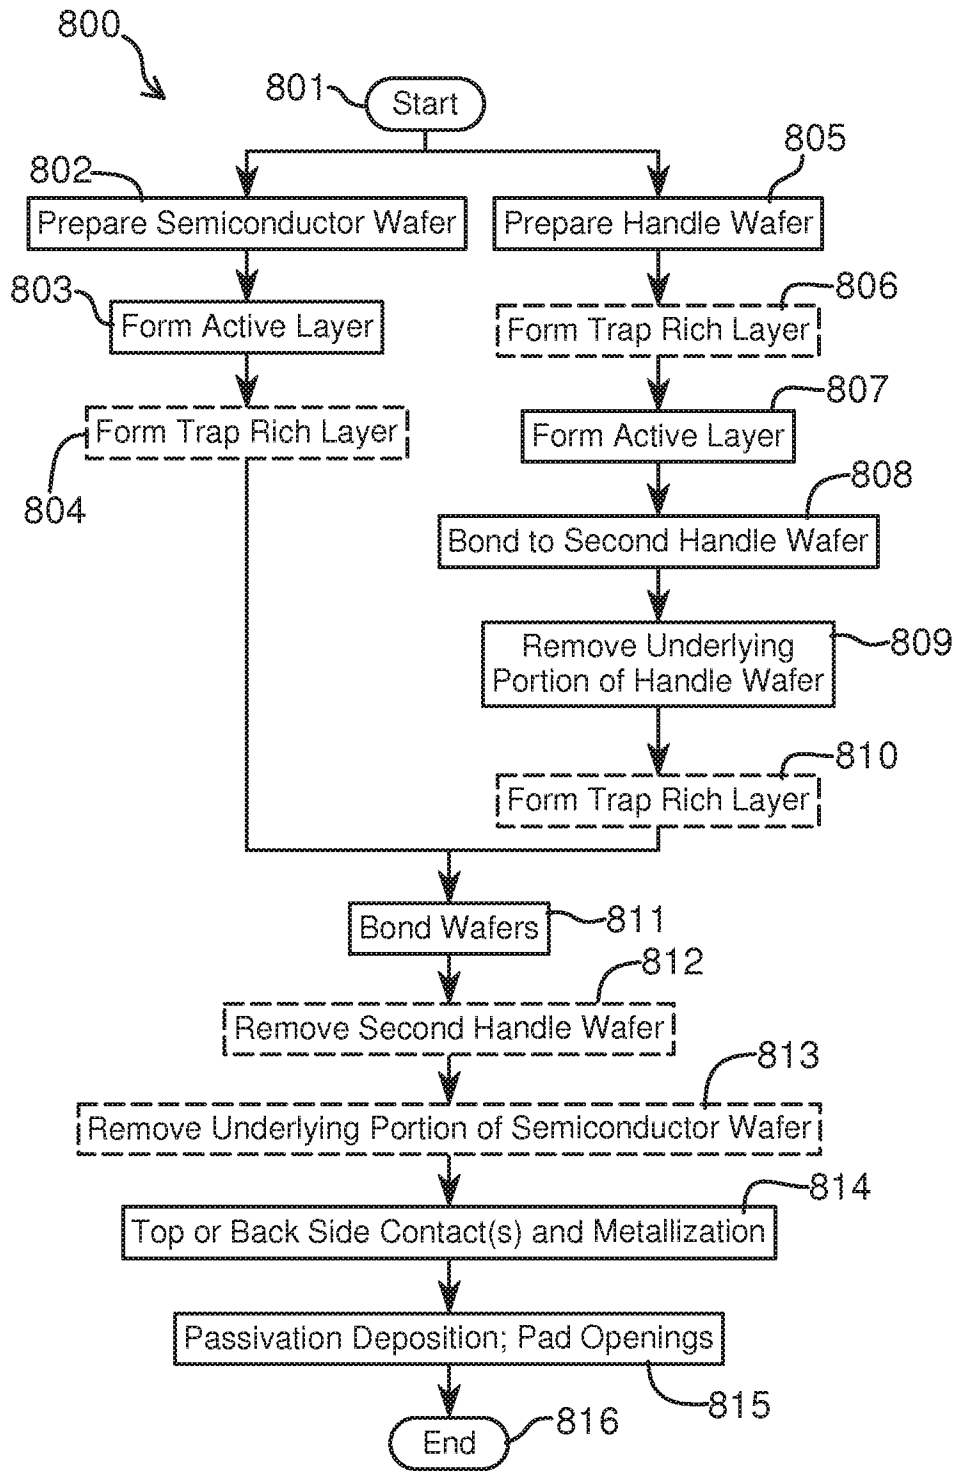 800
801
Start
802
805
Prepare Semiconductor Wafer
Prepare Handle Wafer
803
806
Form Active Layer
Form Trap Rich Layer
807
Form Trap Rich Layer
Form Active Layer
804
808
Bond to Second Handle Wafer
809
Remove Underlying
Portion of Handle Wafer
810
Form Trap Rich Layer
811
Bond Wafers
812
Remove Second Handle Wafer
813
Remove Underlying Portion of Semiconductor Wafer
814
Top or Back Side Contact(s) and Metallization
Passivation Deposition; Pad Openings
815
End
816